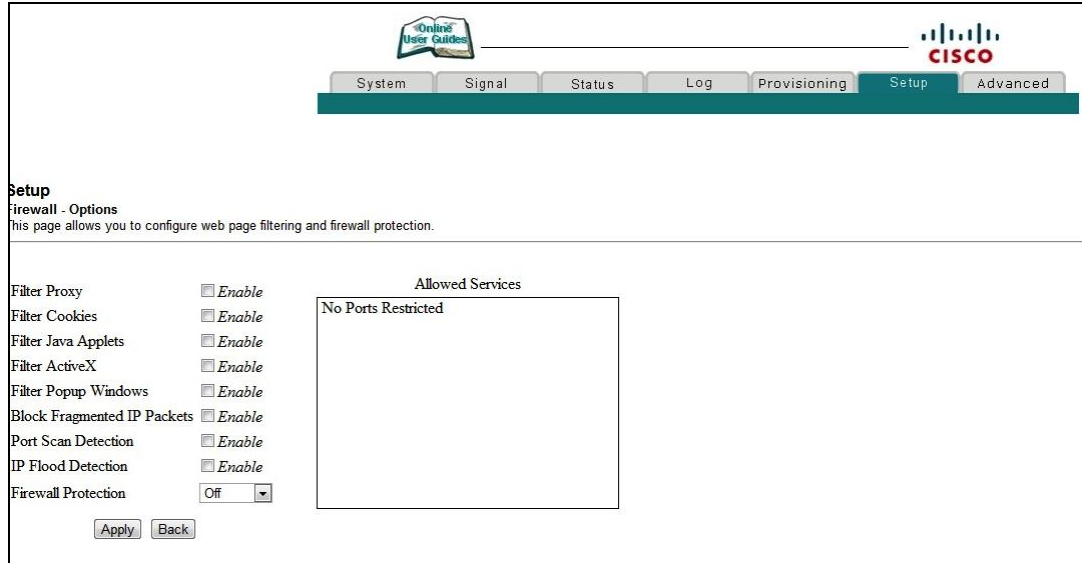 Online
User Guides
CISCO
System Signal Status Log Provisioning Setup Advanced
Setup
Firewall - Options
This page allows you to configure web page filtering and firewall protection.
Allowed Services
Filter Proxy Enable
No Ports Restricted
Filter Cookies Enable
Filter Java Applets Enable
Filter ActiveX Enable
Filter Popup Windows Enable
Block Fragmented IP Packets Enable
Port Scan Detection Enable
IP Flood Detection Enable
Firewall Protection Off
Apply Back